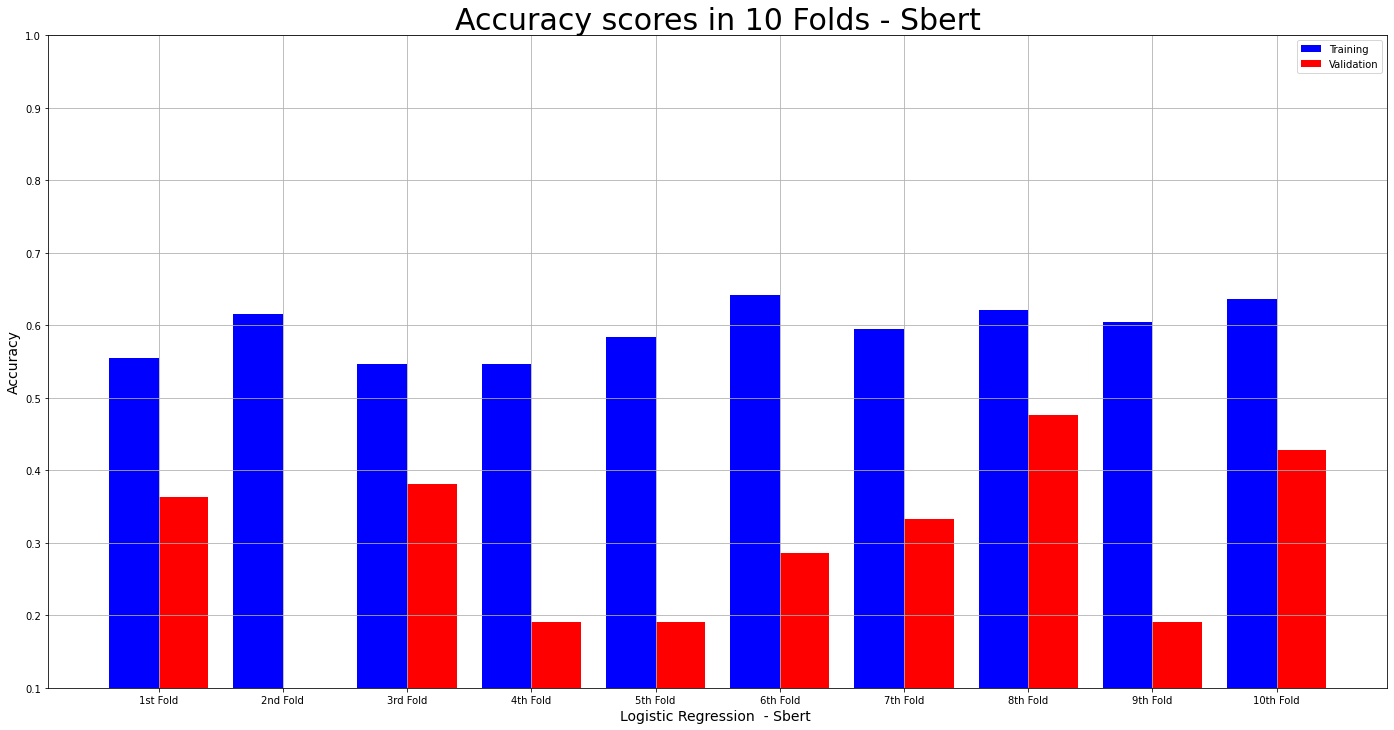 Accuracy scores in 10 Folds - Sbert
1.0
0.9
0.8
0.7
0.6
0.5
0.4
0.3
0.2
0.1
Accuracy
Training
Validation
1st Fold
2nd Fold
3rd Fold
4th Fold
5th Fold
6th Fold
7th Fold
8th Fold
9th Fold
10th Fold
Logistic Regression  - Sbert